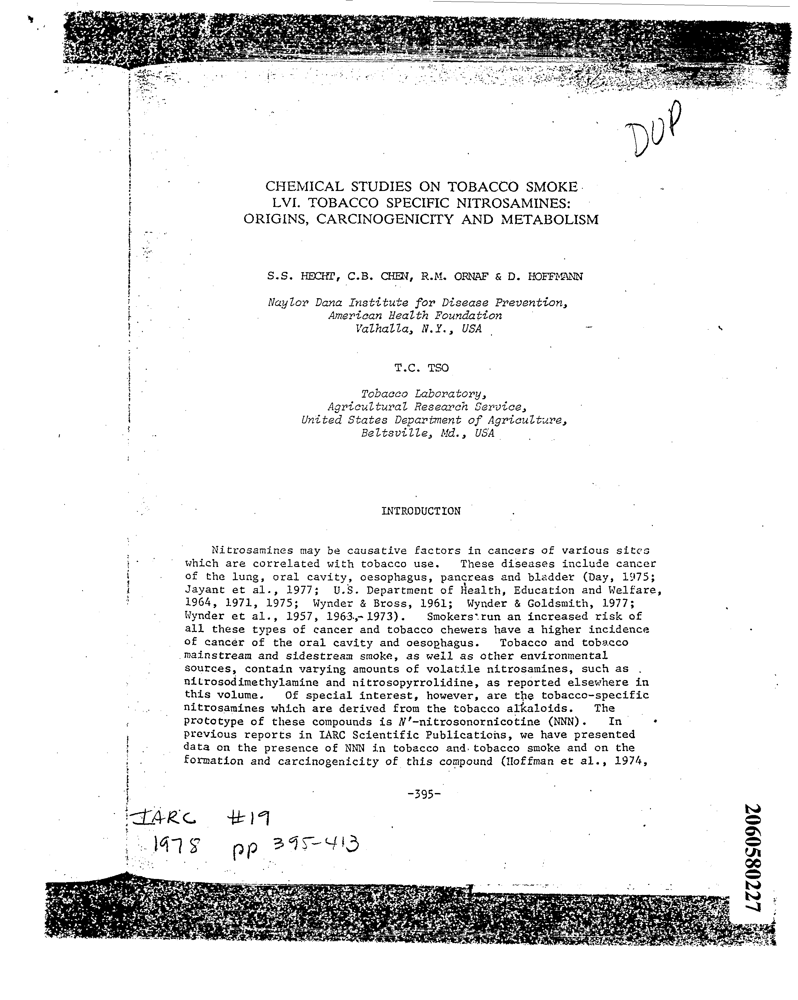 DUP
CHEMICAL STUDIES ON TOBACCO SMOKE
LVI. TOBACCO SPECIFIC NITROSAMINES:
ORIGINS, CARCINOGENICITY AND METABOLISM
S.S. HECHT, C.B. CHEN, R.M. ORNAF & D. HOFFMANN
Naylor Dana Institute for Disease Prevention,
American Health Foundation
Valhalla, N.Y., USA
T.C. TSO
Tobacco Laboratory,
Agricultural Research Service,
United States Department of Agriculture,
Beltsville, Md., USA
INTRODUCTION
Nitrosamines may be causative factors in cancers of various sites
which are correlated with tobacco use. These diseases include cancer
of the lung, oral cavity, oesophagus, pancreas and bladder (Day, 1975;
Jayant et al., 1977; U.S. Department of Health, Education and Welfare,
1964, 1971, 1975; Wynder & Bross, 1961; Wynder & Goldsmith, 1977;
Wynder et al., 1957, 1963, 1973). Smokers run an increased risk of
all these types of cancer and tobacco chewers have a higher incidence
of cancer of the oral cavity and oesophagus. Tobacco and tobacco
mainstream and sidestream smoke, as well as other environmental
sources, contain varying amounts of volatile nitrosamines, such as
nitrosodimethylamine and nitrosopyrrolidine, as reported elsewhere in
this volume. Of special interest, however, are the tobacco-specific
nitrosamines which are derived from the tobacco alkaloids. The
prototype of these compounds is N'-nitrosonornicotine (NNN). In
previous reports in IARC Scientific Publications, we have presented
data on the presence of NNN in tobacco and tobacco smoke and on the
formation and carcinogenicity of this compound (Hoffman et al., 1974,
-395-
IARC #19
1978 pp 395-413
2060580227